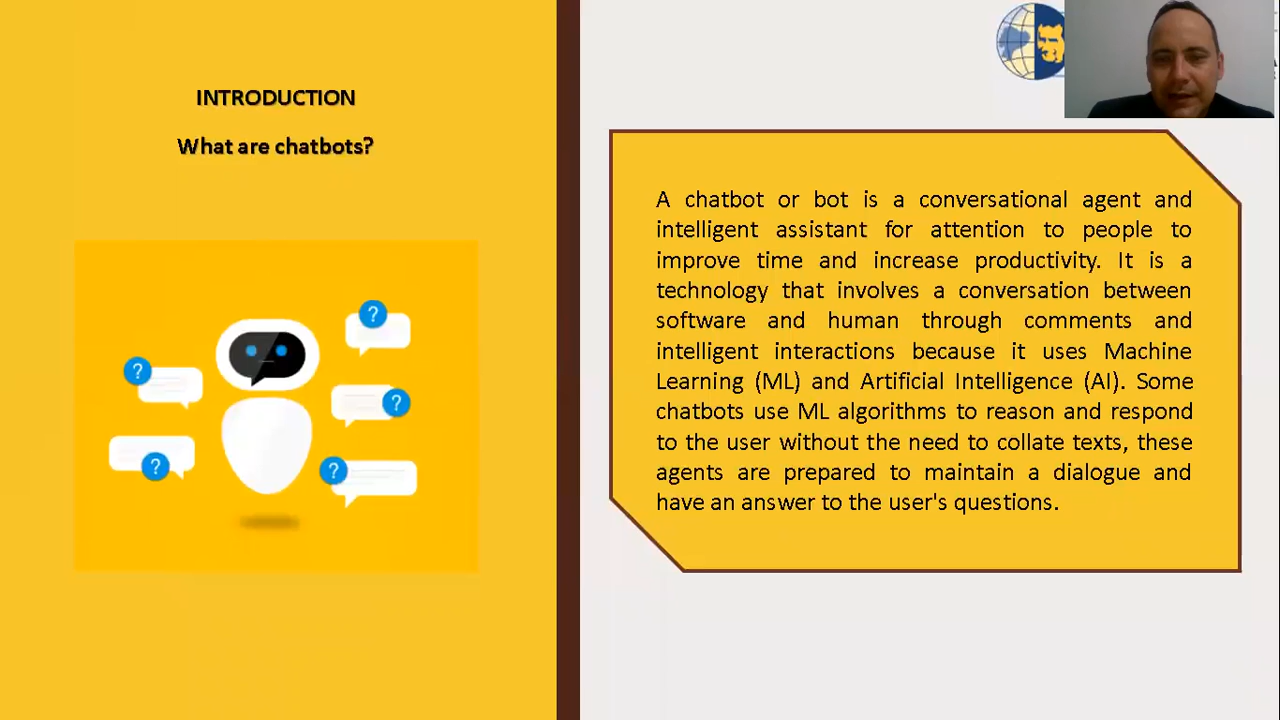 INTRODUCTION
What are chatbots?
?
?
?
?
?
A chatbot or bot is a conversational agent and
intelligent assistant for attention to people to
improve time and increase productivity. It is a
technology that involves a conversation between
software and human through comments and
intelligent interactions because it uses Machine
Learning (ML) and Artificial Intelligence (AI). Some
chatbots use ML algorithms to reason and respond
to the user without the need to collate texts, these
agents are prepared to maintain a dialogue and
have an answer to the user's questions.